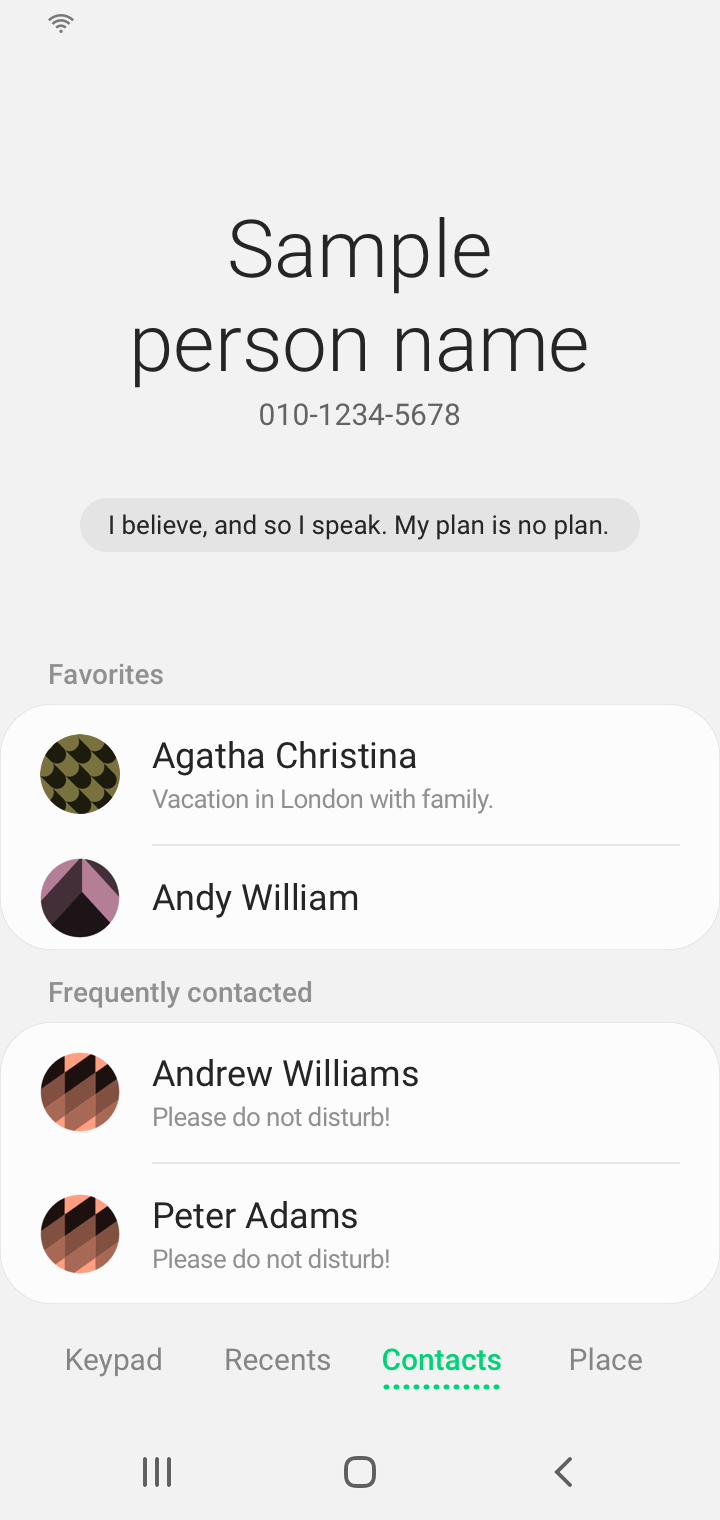 Sample
person name
010-1234-5678
I believe, and so I speak. My plan is no plan.
Favorites
Agatha Christina
Vacation in London with family.
Andy William
Frequently contacted
Andrew Williams
Please do not disturb!
Peter Adams
Please do not disturb!
Keypad Recents Contacts Place